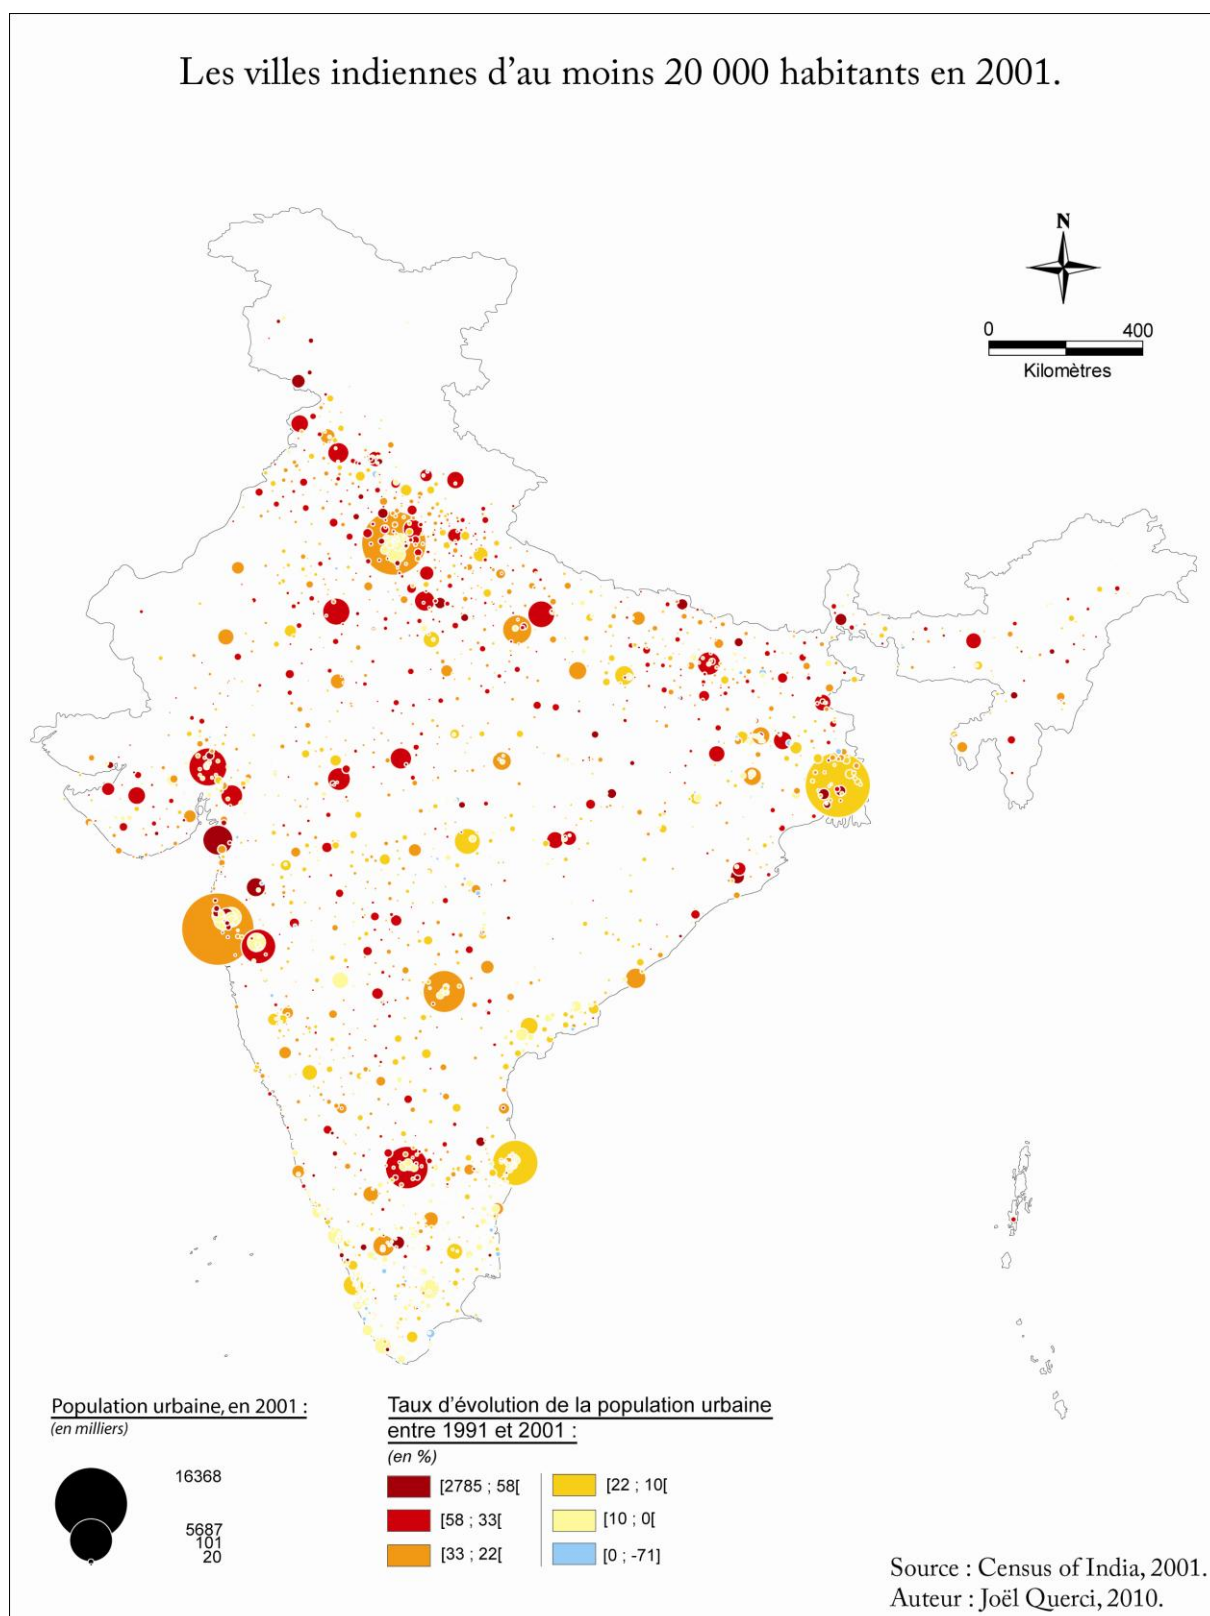 Les villes indiennes d'au moins 20 000 habitants en 2001.
N
0 400
Kilomètres
Population urbaine, en 2001 :
(en milliers)
16368
5687
101
20
Taux d'évolution de la population urbaine
entre 1991 et 2001 :
(en %)
[2785 ; 58[
[58 ; 33[
[33 ; 22[
[22 ; 10[
[10 ; 0[
[0 ; -71]
Source : Census of India, 2001.
Auteur : Joël Querci, 2010.